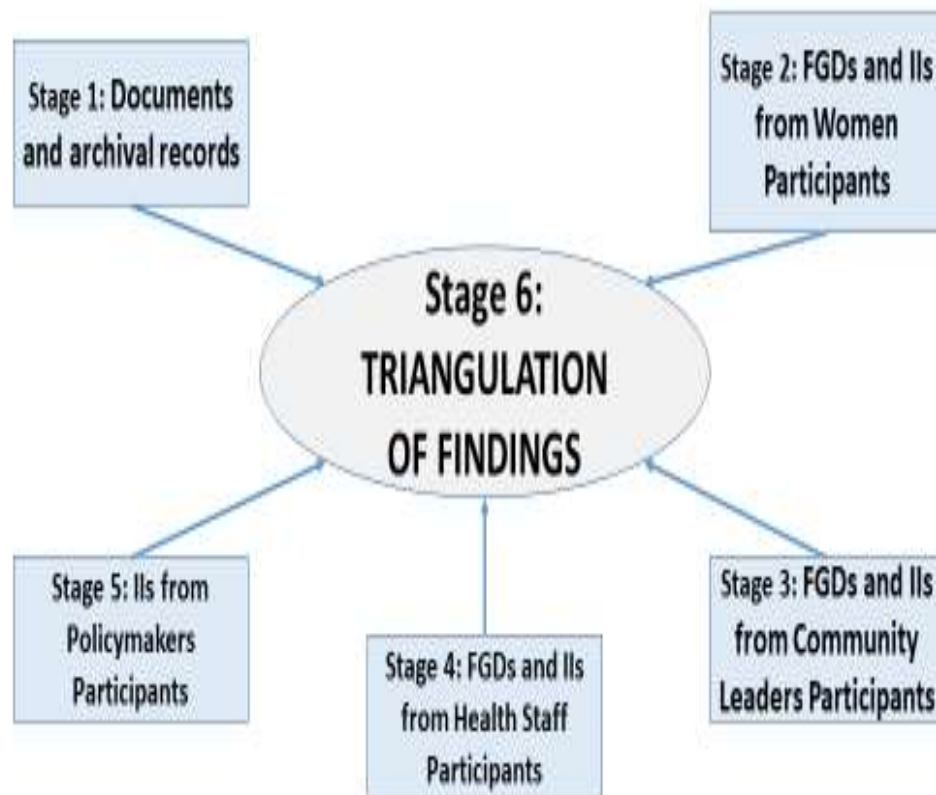 Stage 1: Documents
and archival records
Stage 2: FGDs and IIs
from Women
Participants
Stage 6:
TRIANGULATION
OF FINDINGS
Stage 5: IIs from
Policymakers
Participants
Stage 4: FGDs and IIs
from Health Staff
Participants
Stage 3: FGDs and IIs
from Community
Leaders Participants